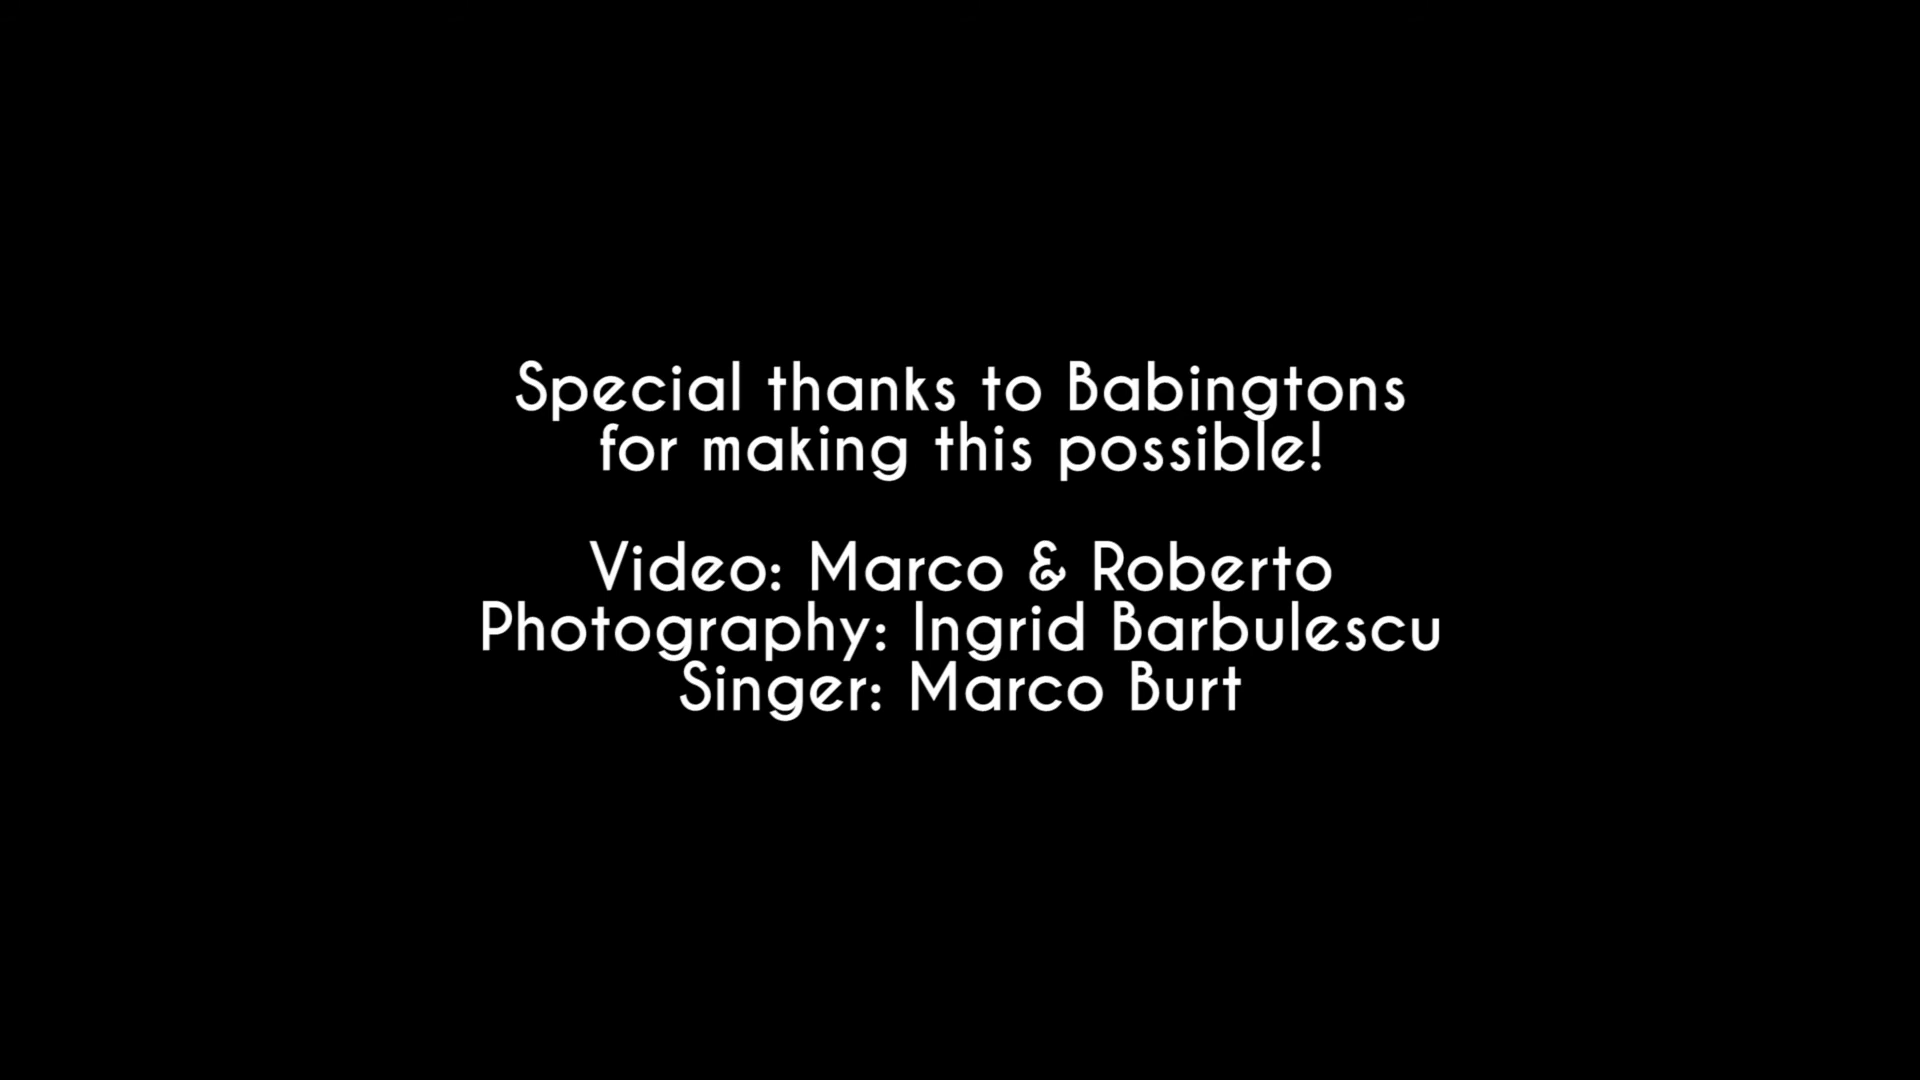 Special thanks to Babingtons
for making this possible!
Video: Marco & Roberto
Photography: Ingrid Barbulescu
Singer: Marco Burt